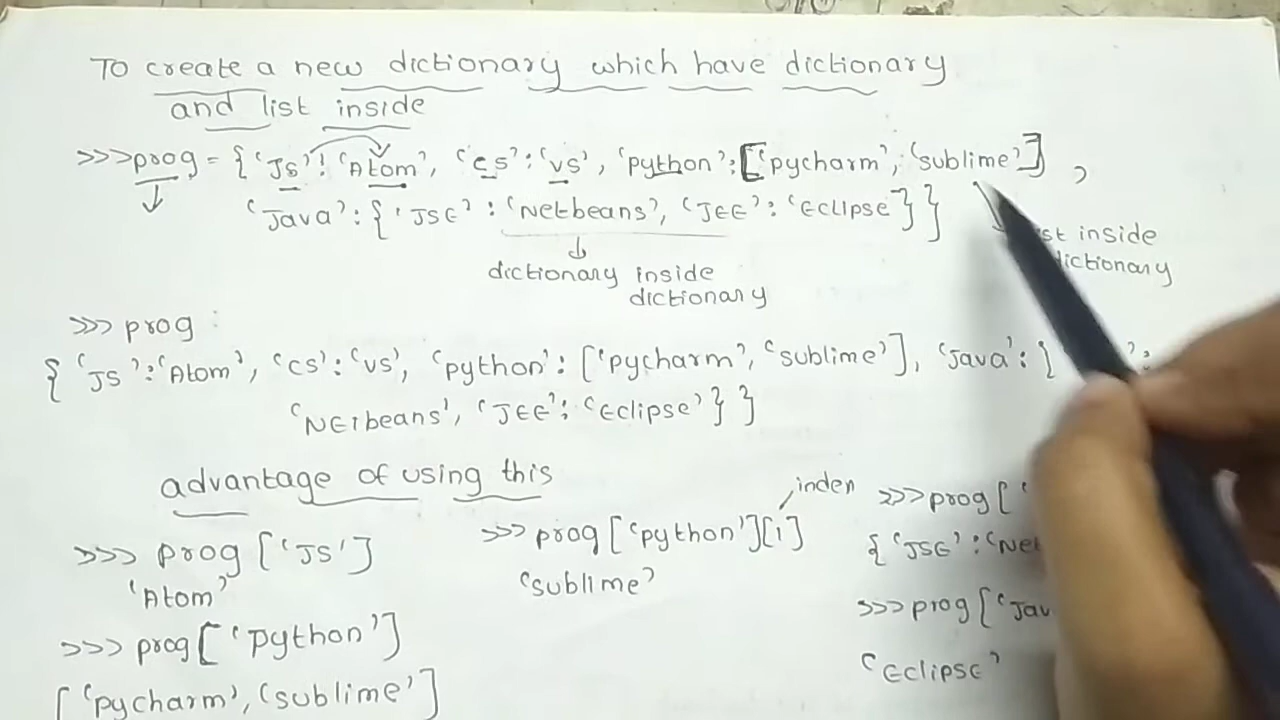 To create a new dictionary which have dictionary
and list inside
>>>prog = {'JS':'Atom', 'CS':'VS', 'python':['pycharm','sublime'] ,
'Java':{'JSE':'Netbeans', 'JEE':'Eclipse'}}
inside
dictionary
dictionary inside
dictionary
>>> prog :
{'JS':'Atom', 'CS':'VS', 'python':['pycharm','sublime'], 'Java':{ ':
'NEtbeans', 'JEE':'Eclipse'}}
advantage of using this
>>> prog ['JS']
'Atom'
>>> prog['python']
['pycharm','sublime']
index
>>> prog['python'][1]
'sublime'
>>>prog['
{'JSE':'Net
>>>prog['Jav
'Eclipse'